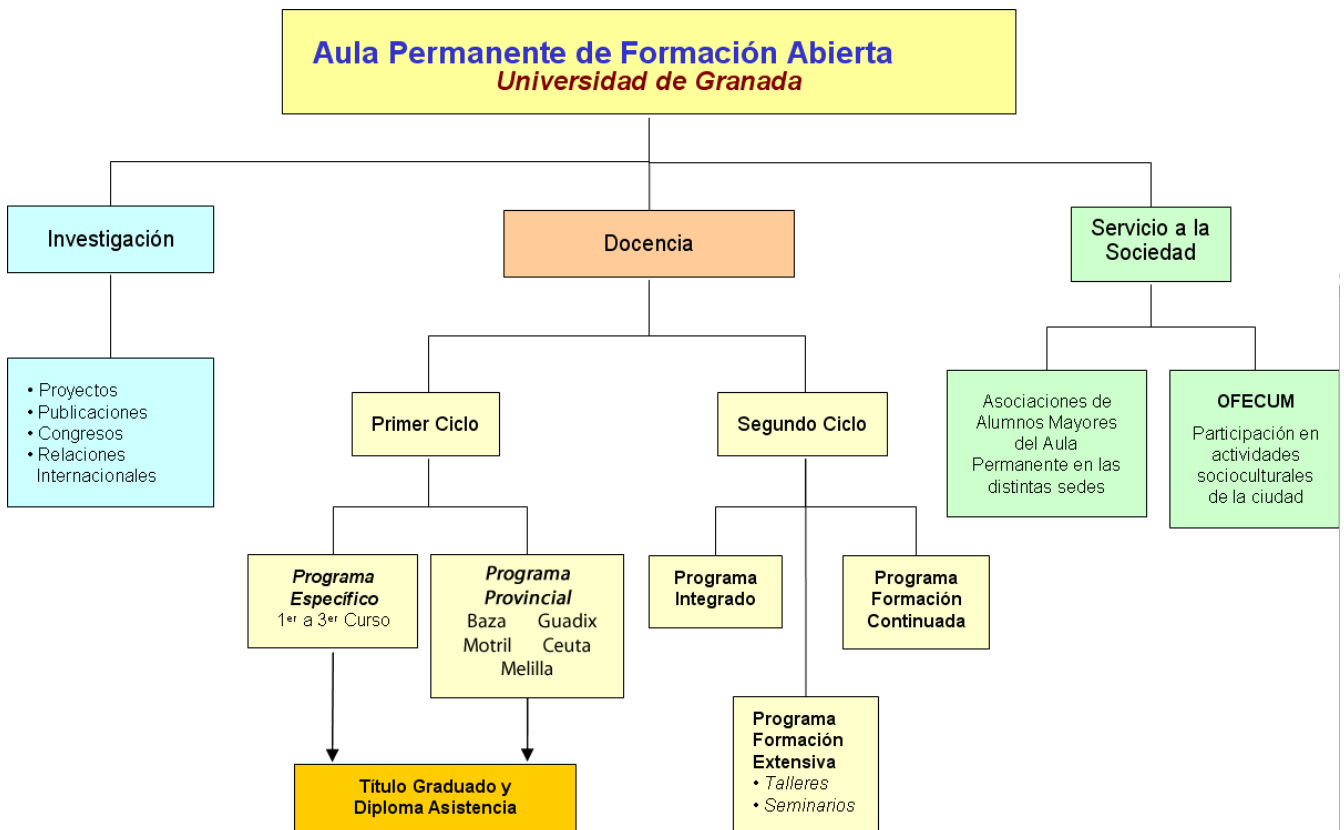 Aula Permanente de Formación Abierta
Universidad de Granada
Investigación
Docencia
Servicio a la
Sociedad
• Proyectos
• Publicaciones
• Congresos
• Relaciones
Internacionales
Primer Ciclo
Segundo Ciclo
Asociaciones de
Alumnos Mayores
del Aula
Permanente en las
distintas sedes
OFECUM
Participación en
actividades
socioculturales
de la ciudad
Programa
Específico
1er a 3er Curso
Programa
Provincial
Baza Guadix
Motril Ceuta
Melilla
Programa
Integrado
Programa
Formación
Continuada
Programa
Formación
Extensiva
• Talleres
• Seminarios
Título Graduado y
Diploma Asistencia